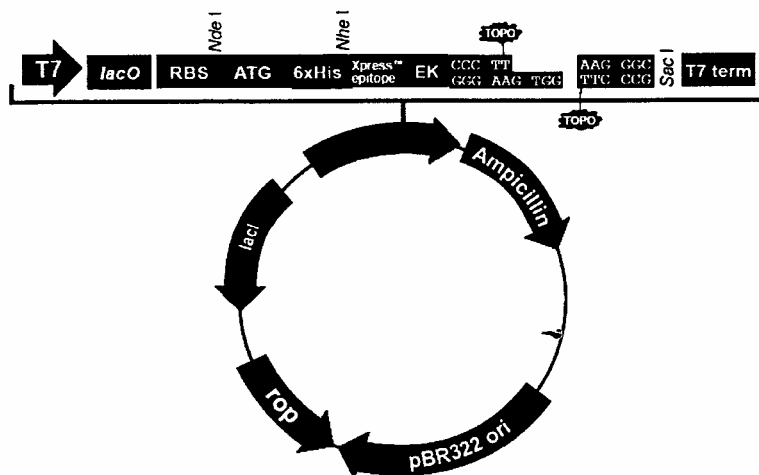 Nde I
Nhe I
Sac I
TOPO
T7 lacO RBS ATG 6xHis Xpress™ epitope EK CCC TT AAG GGC T7 term
GGG AAG TGG TTC CCG
TOPO
Ampicillin
lacI
rop
pBR322 ori